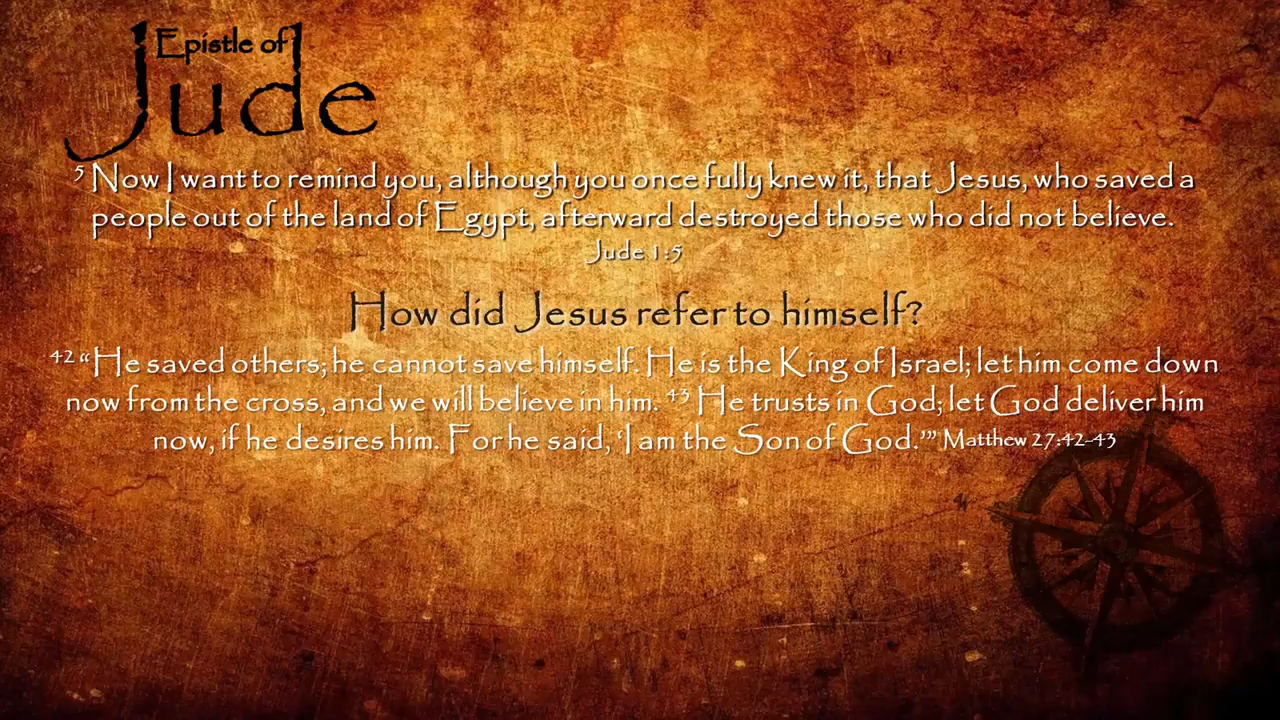 Epistle of
Jude
5 Now I want to remind you, although you once fully knew it, that Jesus, who saved a
people out of the land of Egypt, afterward destroyed those who did not believe.
Jude 1:5
How did Jesus refer to himself?
42 “He saved others; he cannot save himself. He is the King of Israel; let him come down
now from the cross, and we will believe in him. 43 He trusts in God; let God deliver him
now, if he desires him. For he said, ‘I am the Son of God.’” Matthew 27:42-43